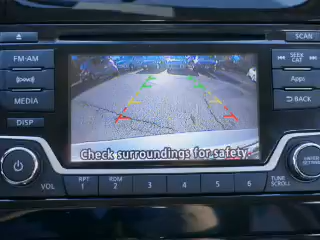 SCAN
FM·AM
SEEK
CAT
Apps
MEDIA
BACK
DISP
Check surroundings for safety.
VOL
RPT
1
RDM
2
3
4
5
6
TUNE
SCROLL